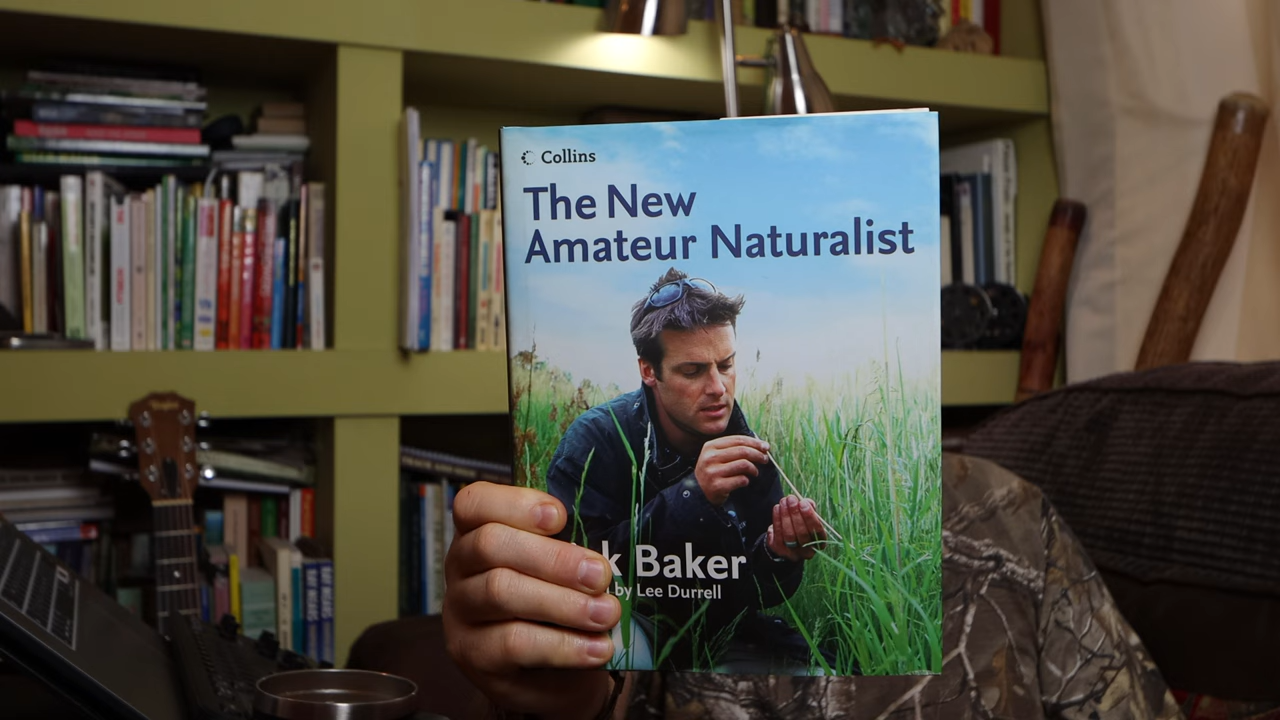 Collins
The New
Amateur Naturalist
k Baker
by Lee Durrell